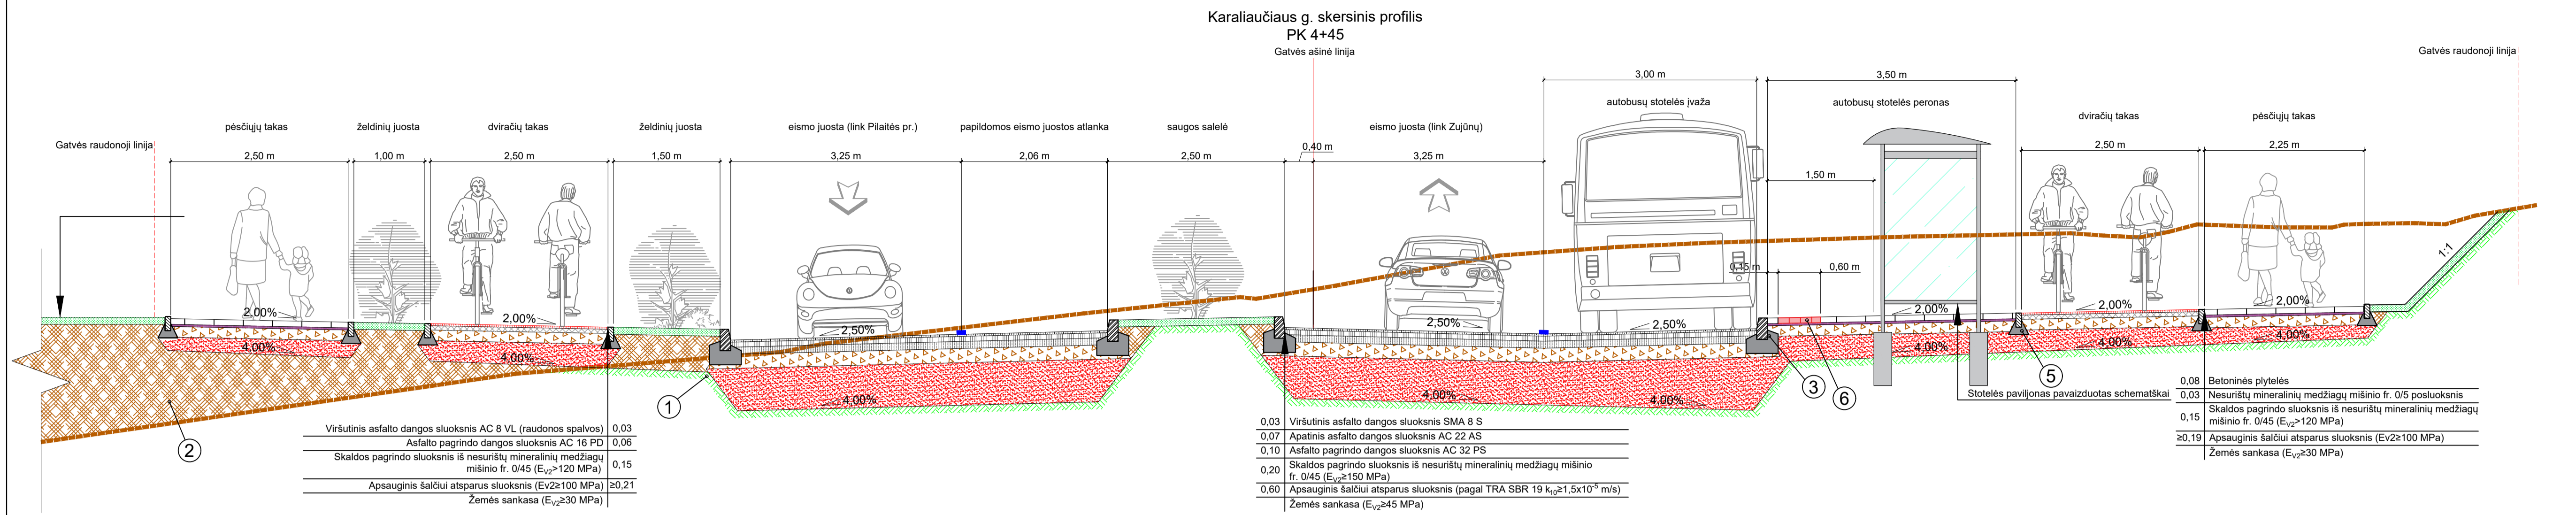 Karaliaučiaus g. skersinis profilis
PK 4+45
Gatvės ašinė linija
Gatvės raudonoji linija
3,00 m
3,50 m
autobusų stotelės įvaža
autobusų stotelės peronas
pėsčiųjų takas
želdinių juosta
dviračių takas
želdinių juosta
eismo juosta (link Pilaitės pr.)
papildomos eismo juostos atlanka
saugos salelė
eismo juosta (link Zujūnų)
dviračių takas
pėsčiųjų takas
Gatvės raudonoji linija
2,50 m
1,00 m
2,50 m
1,50 m
3,25 m
2,06 m
2,50 m
0,40 m
3,25 m
2,50 m
2,25 m
1,50 m
0,15 m
0,60 m
1:1
2,00%
2,00%
2,50%
2,50%
2,50%
2,00%
2,00%
2,00%
4.00%
4.00%
4.00%
4.00%
4.00%
4.00%
4.00%
4.00%
1
2
3
5
6
Stotelės paviljonas pavaizduotas schematškai
Viršutinis asfalto dangos sluoksnis AC 8 VL (raudonos spalvos) 0,03
Asfalto pagrindo sluoksnis AC 16 PD 0,06
Skaldos pagrindo sluoksnis iš nesurištų mineralinių medžiagų
mišinio fr. 0/45 (EV2>120 MPa) 0,15
Apsauginis šalčiui atsparus sluoksnis (Ev2≥100 MPa) ≥0,21
Žemės sankasa (EV2≥30 MPa)
0,03 Viršutinis asfalto dangos sluoksnis SMA 8 S
0,07 Apatinis asfalto dangos sluoksnis AC 22 AS
0,10 Asfalto pagrindo dangos sluoksnis AC 32 PS
0,20 Skaldos pagrindo sluoksnis iš nesurištų mineralinių medžiagų mišinio
fr. 0/45 (EV2≥150 MPa)
0,60 Apsauginis šalčiui atsparus sluoksnis (pagal TRA SBR 19 k10≥1,5x10⁻⁵ m/s)
Žemės sankasa (EV2≥45 MPa)
0,08 Betoninės plytelės
0,03 Nesurištų mineralinių medžiagų mišinio fr. 0/5 posluoksnis
0,15 Skaldos pagrindo sluoksnis iš nesurištų mineralinių medžiagų
mišinio fr. 0/45 (EV2>120 MPa)
≥0,19 Apsauginis šalčiui atsparus sluoksnis (Ev2≥100 MPa)
Žemės sankasa (EV2≥30 MPa)